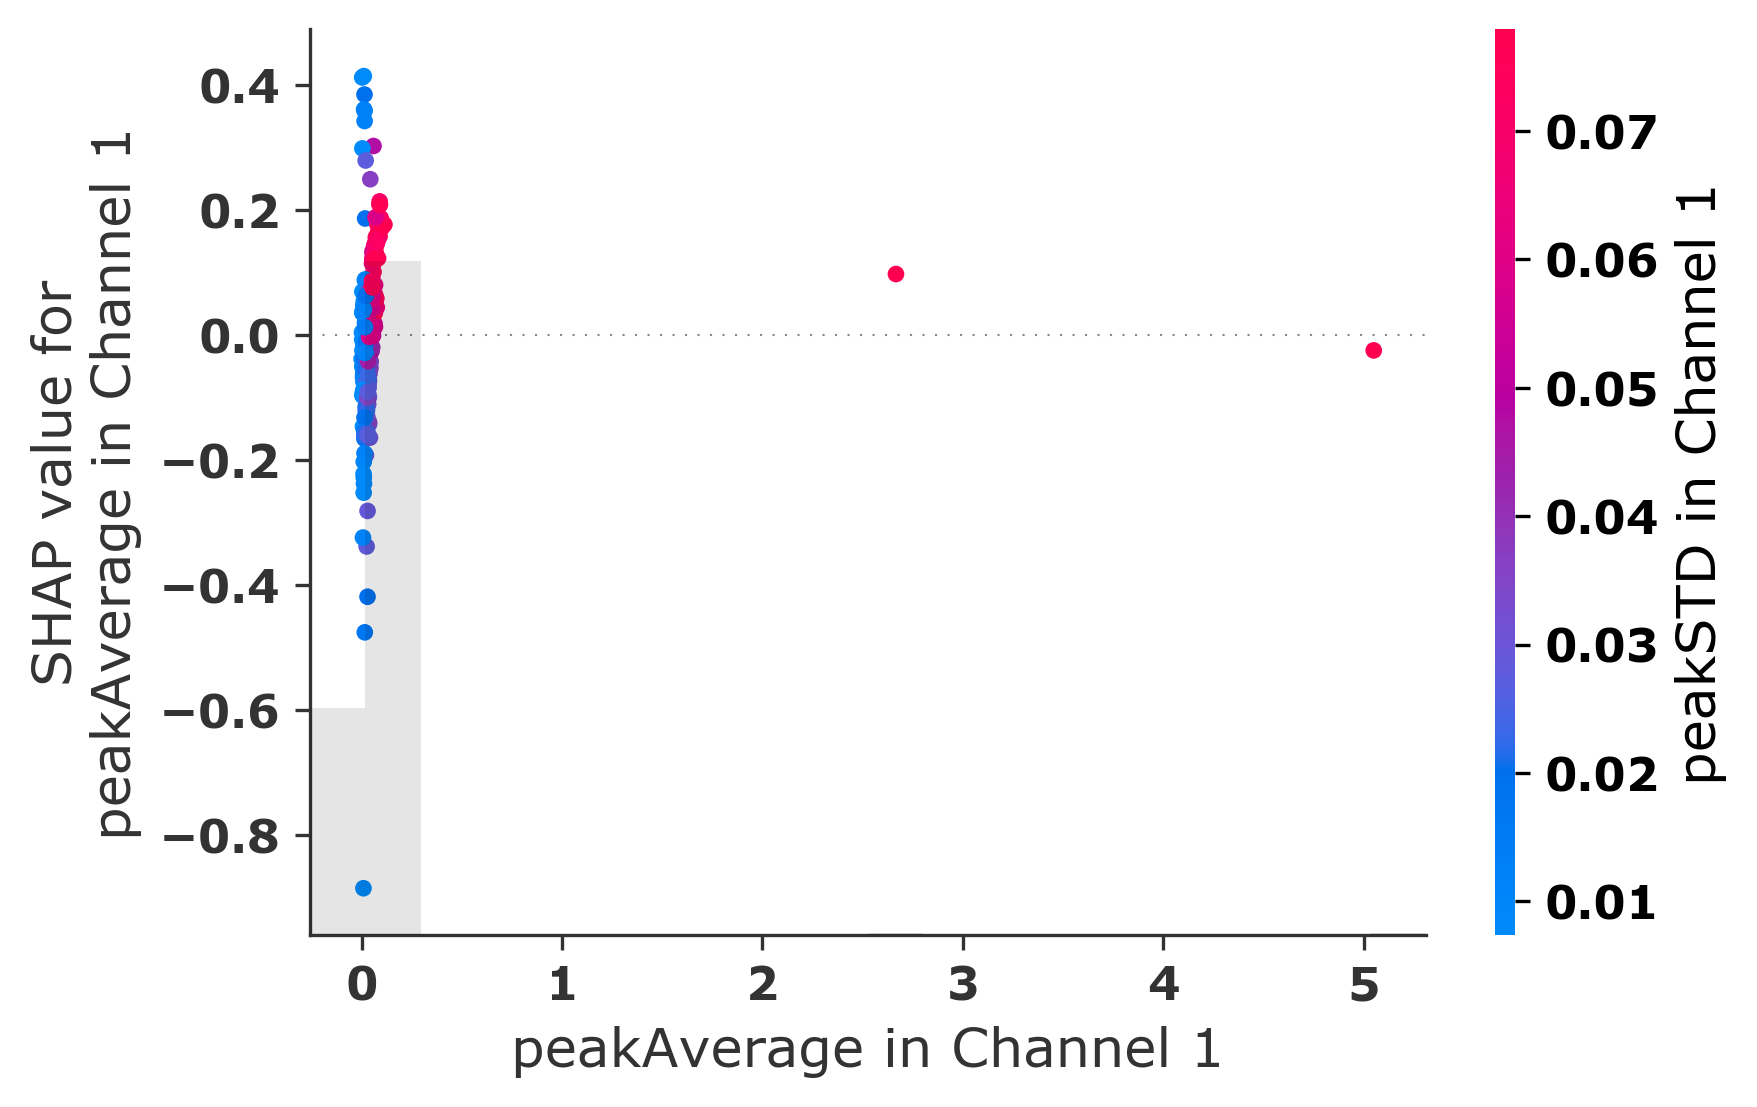 SHAP value for
peakAverage in Channel 1
0.4
0.2
0.0
−0.2
−0.4
−0.6
−0.8
0 1 2 3 4 5
peakAverage in Channel 1
0.07
0.06
0.05
0.04
0.03
0.02
0.01
peakSTD in Channel 1